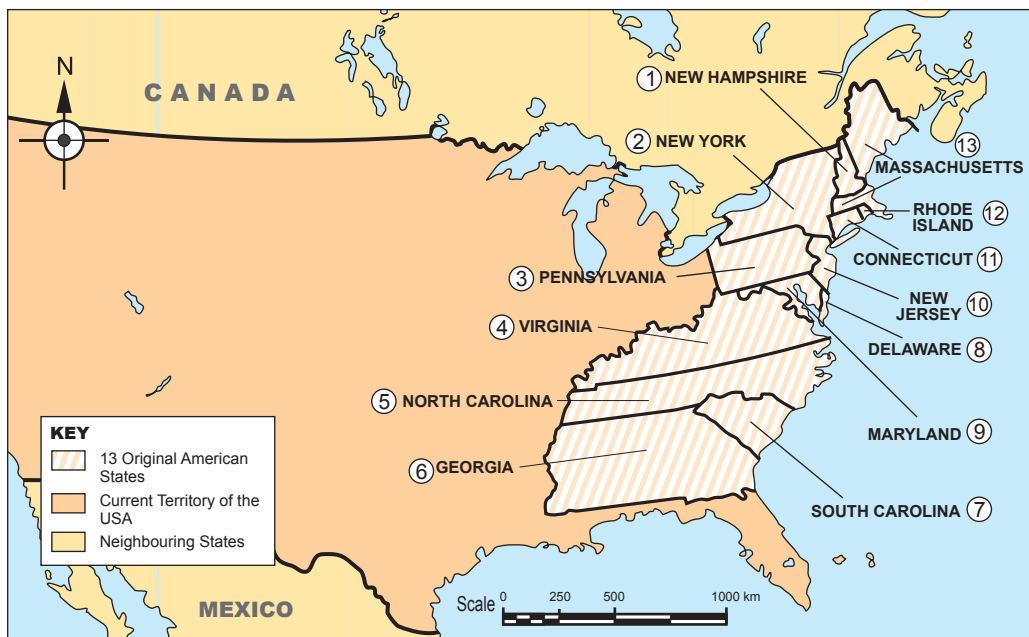 N
CANADA
1 NEW HAMPSHIRE
2 NEW YORK
13
MASSACHUSETTS
RHODE
ISLAND 12
CONNECTICUT 11
3 PENNSYLVANIA
NEW
JERSEY 10
4 VIRGINIA
DELAWARE 8
5 NORTH CAROLINA
MARYLAND 9
6 GEORGIA
SOUTH CAROLINA 7
KEY
13 Original American
States
Current Territory of the
USA
Neighbouring States
MEXICO
Scale 0 250 500 1000 km